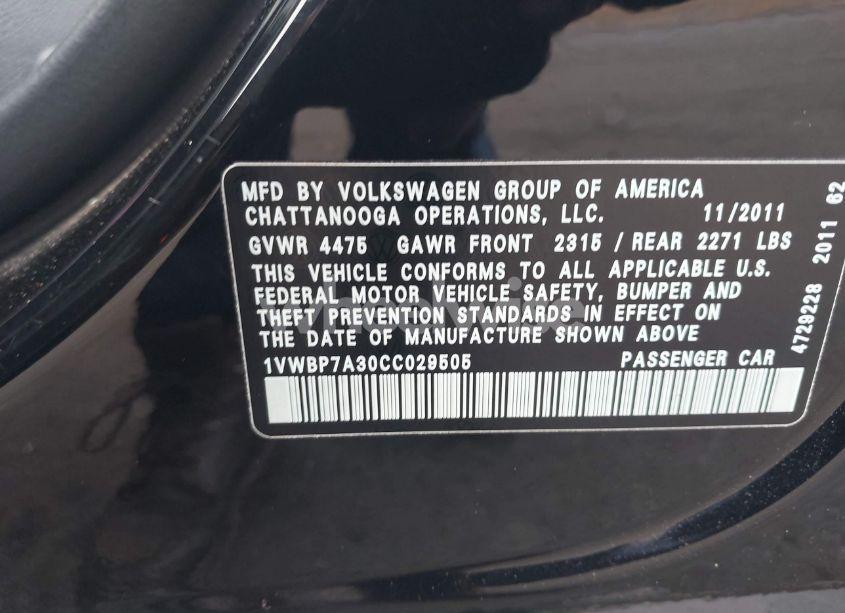 MFD BY VOLKSWAGEN GROUP OF AMERICA
CHATTANOOGA OPERATIONS, LLC. 11/2011
GVWR 4475 GAWR FRONT 2315 / REAR 2271 LBS
THIS VEHICLE CONFORMS TO ALL APPLICABLE U.S.
FEDERAL MOTOR VEHICLE SAFETY, BUMPER AND
THEFT PREVENTION STANDARDS IN EFFECT ON
THE DATE OF MANUFACTURE SHOWN ABOVE
1VWBP7A30CC029505 PASSENGER CAR
4729228 2011 62